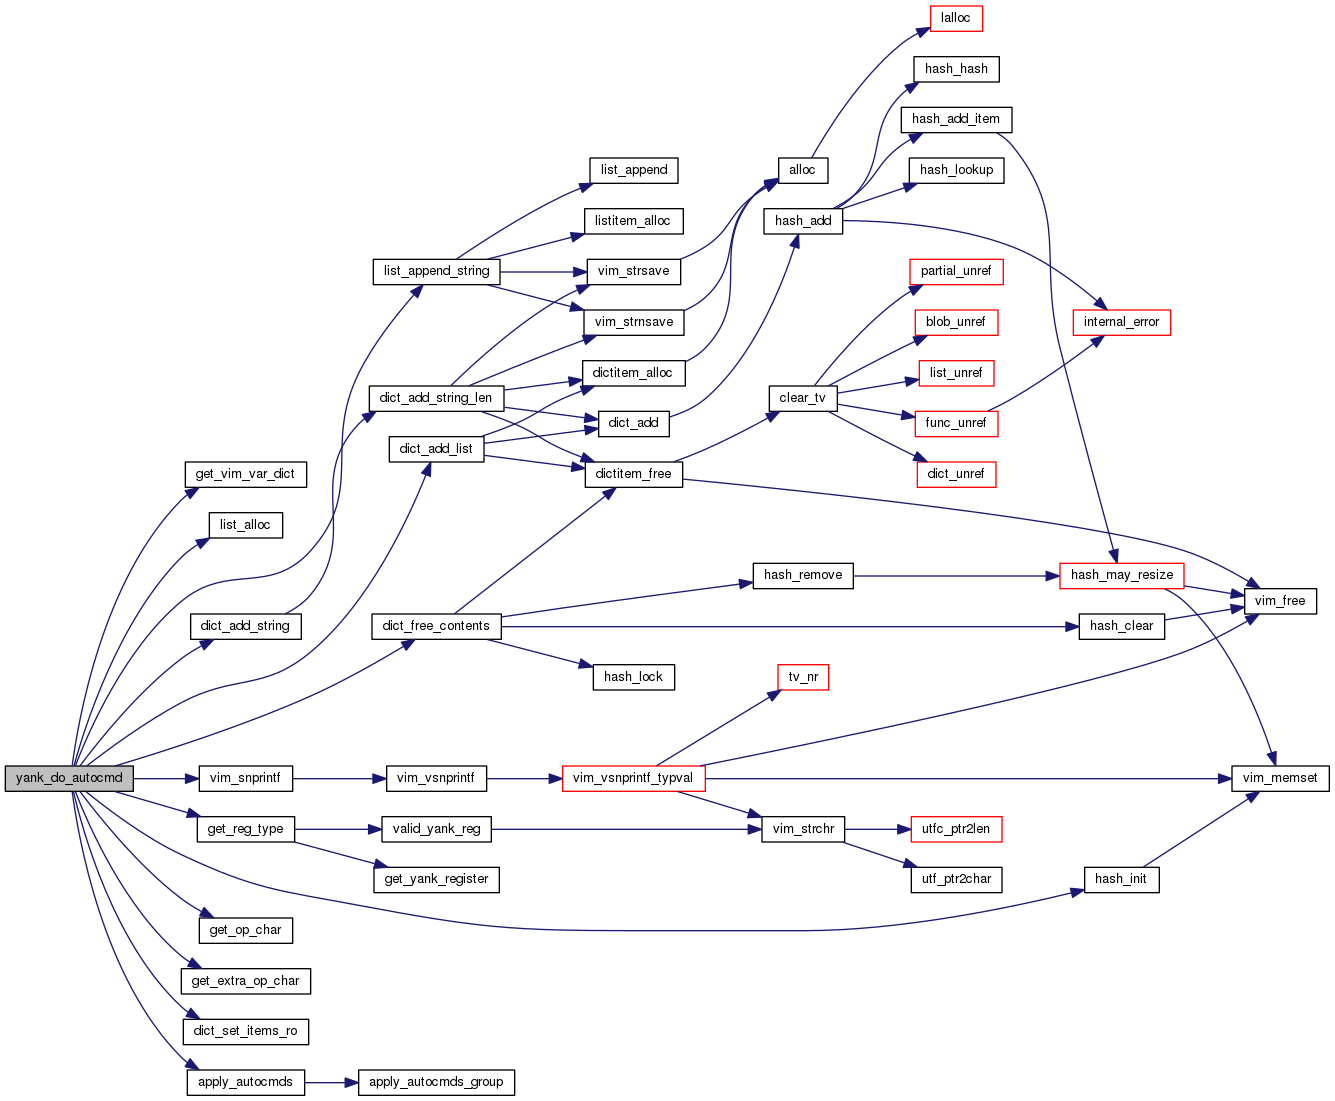 lalloc
hash_hash
hash_add_item
list_append
alloc
hash_lookup
listitem_alloc
hash_add
list_append_string
vim_strsave
partial_unref
vim_strnsave
blob_unref
internal_error
dictitem_alloc
list_unref
dict_add_string_len
clear_tv
dict_add
func_unref
dict_add_list
get_vim_var_dict
dictitem_free
dict_unref
list_alloc
hash_remove
hash_may_resize
vim_free
dict_add_string
dict_free_contents
hash_clear
hash_lock
tv_nr
yank_do_autocmd
vim_snprintf
vim_vsnprintf
vim_vsnprintf_typval
vim_memset
get_reg_type
valid_yank_reg
vim_strchr
utfc_ptr2len
get_yank_register
utf_ptr2char
hash_init
get_op_char
get_extra_op_char
dict_set_items_ro
apply_autocmds
apply_autocmds_group